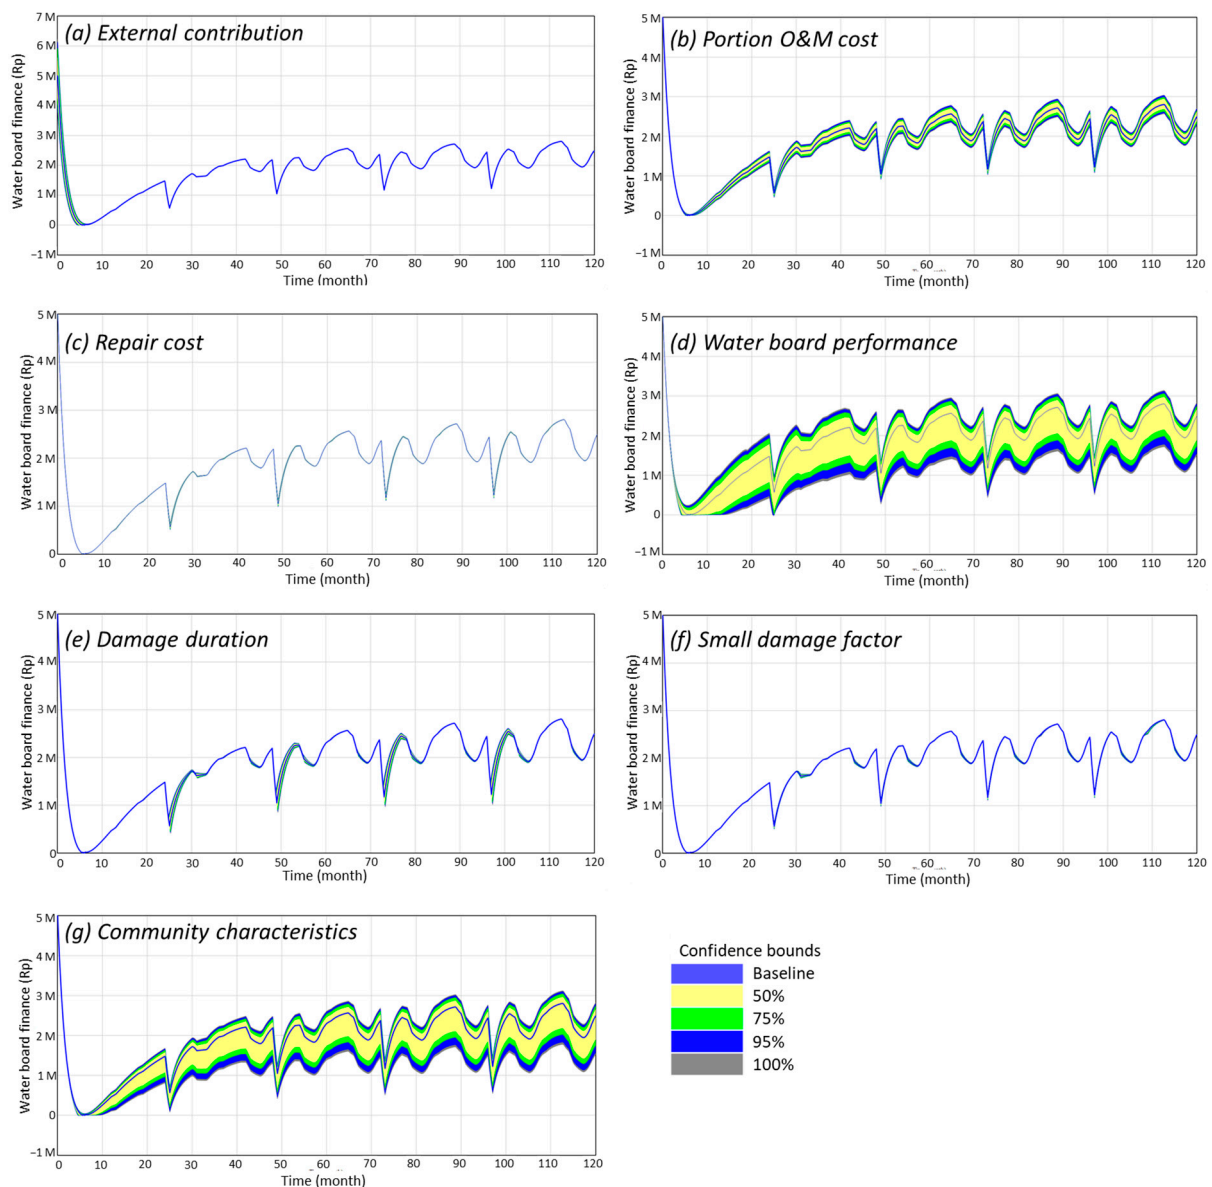 (a) External contribution
Water board finance (Rp)
7 M
6 M
5 M
4 M
3 M
2 M
1 M
0
−1 M
0 10 20 30 40 50 60 70 80 90 100 110 120
Time (month)
(b) Portion O&M cost
Water board finance (Rp)
5 M
4 M
3 M
2 M
1 M
0
−1 M
0 10 20 30 40 50 60 70 80 90 100 110 120
Time (month)
(c) Repair cost
Water board finance (Rp)
5 M
4 M
3 M
2 M
1 M
0
0 10 20 30 40 50 60 70 80 90 100 110 120
Time (month)
(d) Water board performance
Water board finance (Rp)
5 M
4 M
3 M
2 M
1 M
0
−1 M
0 10 20 30 40 50 60 70 80 90 100 110 120
Time (month)
(e) Damage duration
Water board finance (Rp)
5 M
4 M
3 M
2 M
1 M
0
0 10 20 30 40 50 60 70 80 90 100 110 120
Time (month)
(f) Small damage factor
Water board finance (Rp)
5 M
4 M
3 M
2 M
1 M
0
0 10 20 30 40 50 60 70 80 90 100 110 120
Time (month)
(g) Community characteristics
Water board finance (Rp)
5 M
4 M
3 M
2 M
1 M
0
−1 M
0 10 20 30 40 50 60 70 80 90 100 110 120
Time (month)
Confidence bounds
Baseline
50%
75%
95%
100%